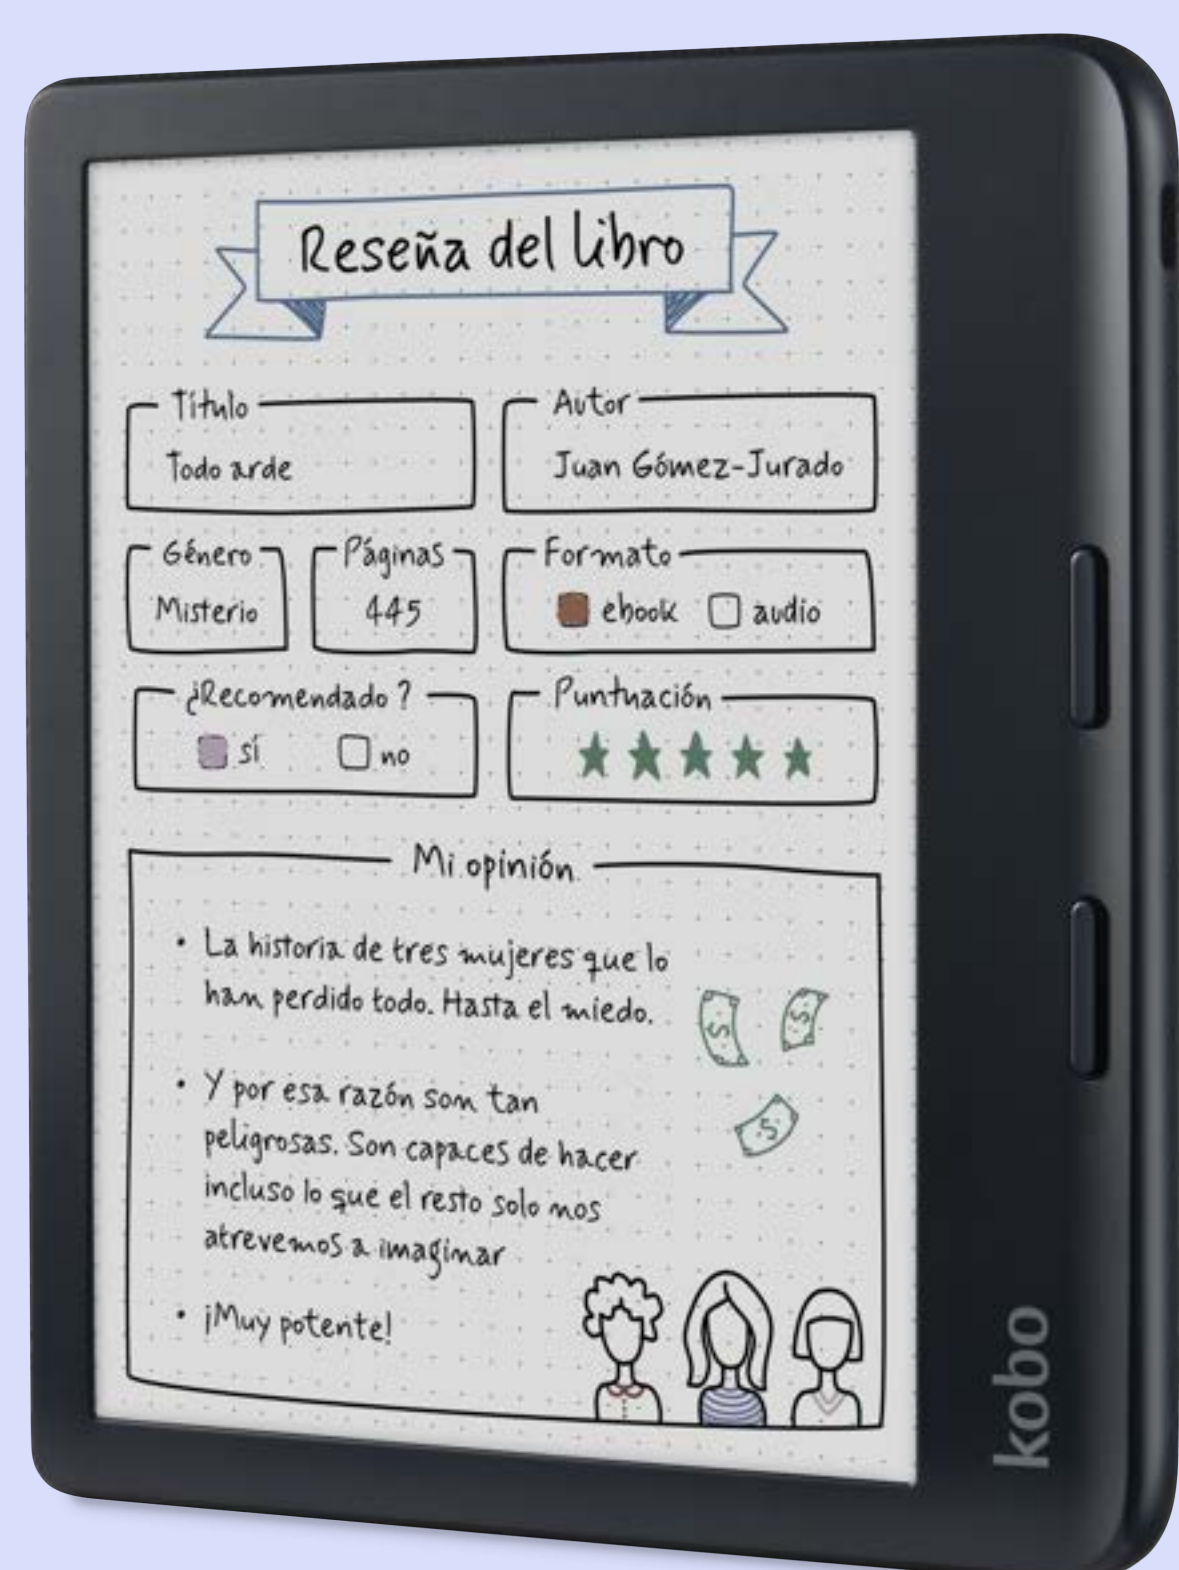 Reseña del libro
Título
Todo arde
Autor
Juan Gómez-Jurado
Género
Misterio
Páginas
445
Formato
ebook audio
¿Recomendado?
sí no
Puntuación
Mi opinión
• La historia de tres mujeres que lo
han perdido todo. Hasta el miedo.
• Y por esa razón son tan
peligrosas. Son capaces de hacer
incluso lo que el resto solo nos
atrevemos a imaginar
• ¡Muy potente!
$
$
$
kobo